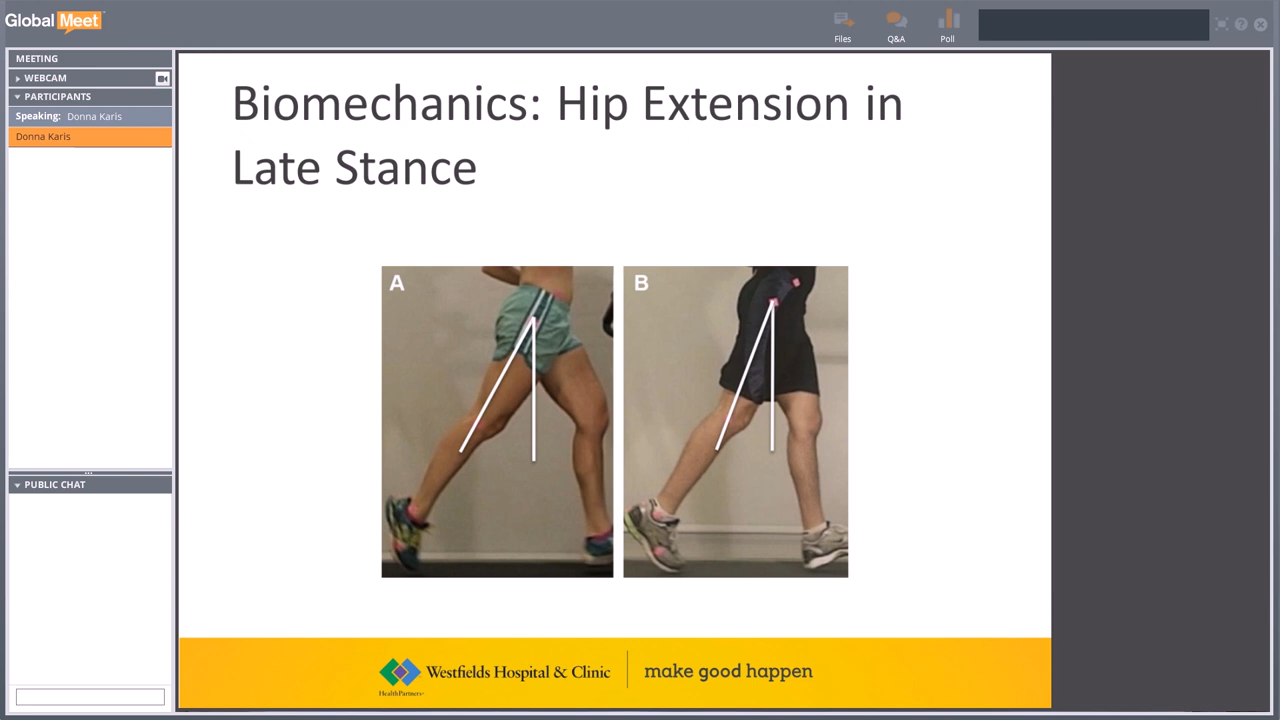 Global Meet
Files
Q&A
Poll
MEETING
WEBCAM
PARTICIPANTS
Speaking: Donna Karis
Donna Karis
PUBLIC CHAT
Biomechanics: Hip Extension in
Late Stance
A
B
Westfields Hospital & Clinic
HealthPartners
make good happen